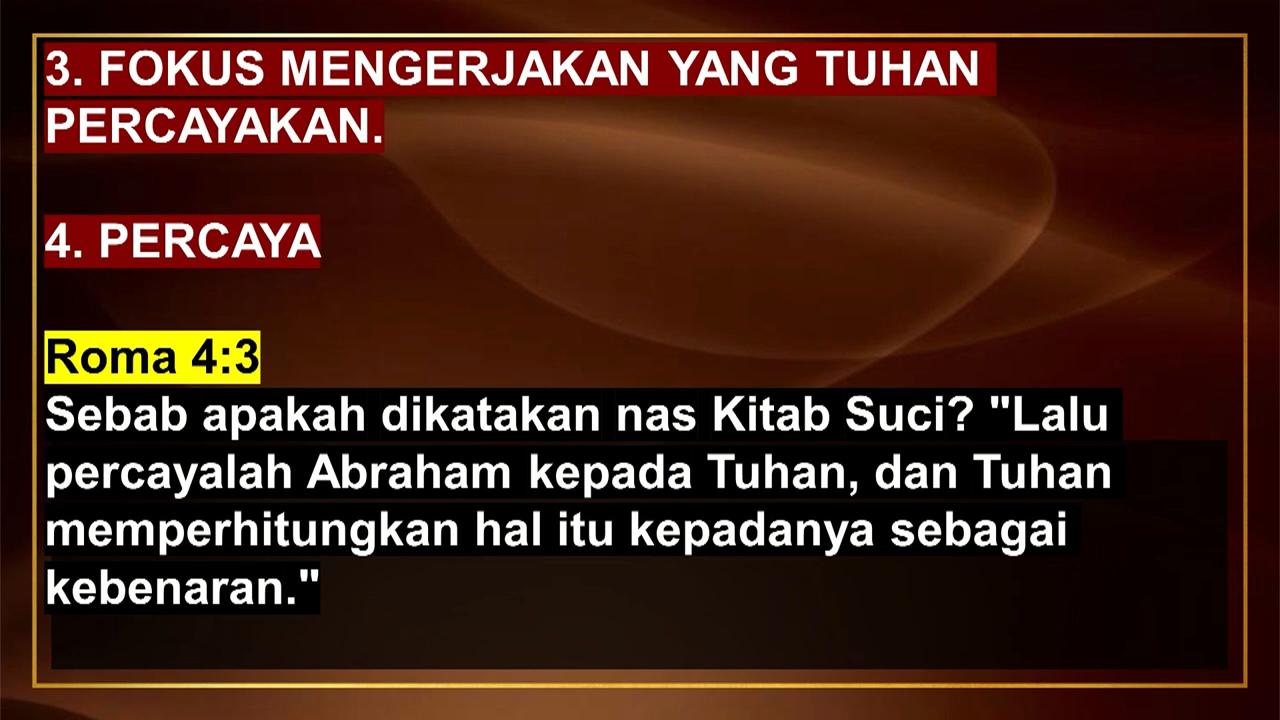 3. FOKUS MENGERJAKAN YANG TUHAN
PERCAYAKAN.
4. PERCAYA
Roma 4:3
Sebab apakah dikatakan nas Kitab Suci? "Lalu
percayalah Abraham kepada Tuhan, dan Tuhan
memperhitungkan hal itu kepadanya sebagai
kebenaran."